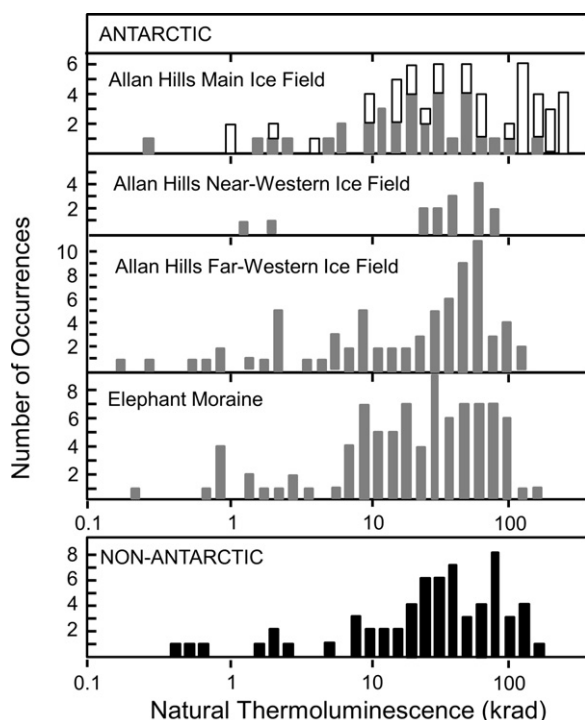 ANTARCTIC
Allan Hills Main Ice Field
6
4
2
Allan Hills Near-Western Ice Field
4
2
Allan Hills Far-Western Ice Field
10
8
6
4
2
Elephant Moraine
8
6
4
2
0.1 1 10 100
NON-ANTARCTIC
8
6
4
2
0.1 1 10 100
Natural Thermoluminescence (krad)
Number of Occurrences